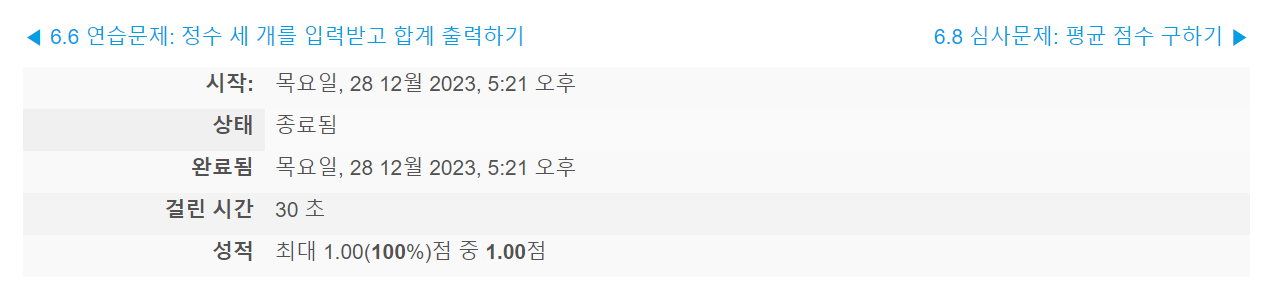 ◀ 6.6 연습문제: 정수 세 개를 입력받고 합계 출력하기
6.8 심사문제: 평균 점수 구하기 ▶
시작: 목요일, 28 12월 2023, 5:21 오후
상태 종료됨
완료됨 목요일, 28 12월 2023, 5:21 오후
걸린 시간 30 초
성적 최대 1.00(100%)점 중 1.00점